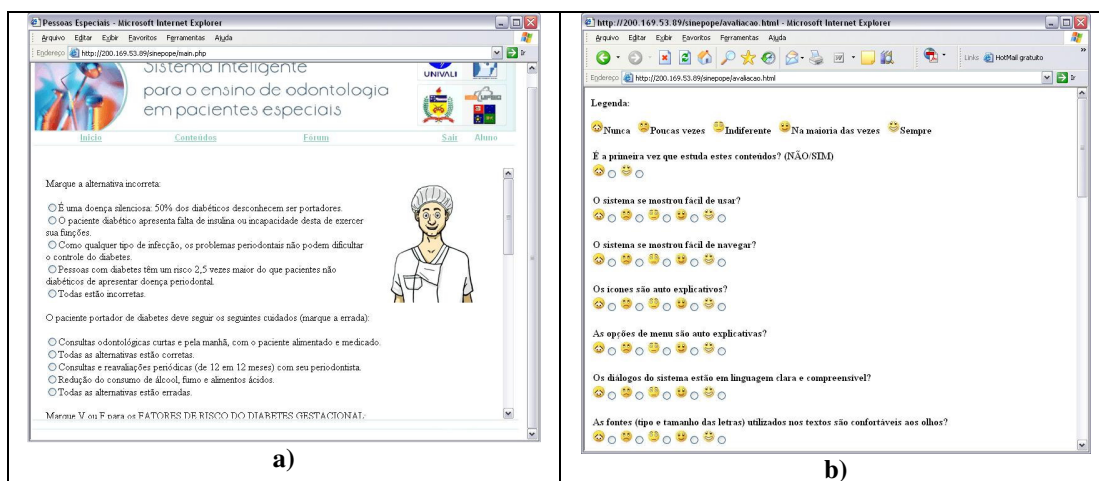 Pessoas Especiais - Microsoft Internet Explorer
Arquivo Editar Exibir Favoritos Ferramentas Ajuda
Endereço http://200.169.53.89/sinepope/main.php Ir
Sistema Inteligente
para o ensino de odontologia
em pacientes especiais
UNIVALI
Início Conteúdos Fórum Sair Aluno
Marque a alternativa incorreta:
É uma doença silenciosa: 50% dos diabéticos desconhecem ser portadores.
O paciente diabético apresenta falta de insulina ou incapacidade desta de exercer
sua funções.
Como qualquer tipo de infecção, os problemas periodontais não podem dificultar
o controle do diabetes.
Pessoas com diabetes têm um risco 2,5 vezes maior do que pacientes não
diabéticos de apresentar doença periodontal.
Todas estão incorretas.
O paciente portador de diabetes deve seguir os seguintes cuidados (marque a errada):
Consultas odontológicas curtas e pela manhã, com o paciente alimentado e medicado.
Todas as alternativas estão corretas.
Consultas e reavaliações periódicas (de 12 em 12 meses) com seu periodontista.
Redução do consumo de álcool, fumo e alimentos ácidos.
Todas as alternativas estão erradas.
Marque V ou F para os FATORES DE RISCO DO DIABETES GESTACIONAL:
a)
http://200.169.53.89/sinepope/avaliacao.html - Microsoft Internet Explorer
Arquivo Editar Exibir Favoritos Ferramentas Ajuda
Links HotMail gratuito
Endereço http://200.169.53.89/sinepope/avaliacao.html Ir
Legenda:
Nunca Poucas vezes Indiferente Na maioria das vezes Sempre
É a primeira vez que estuda estes conteúdos? (NÃO/SIM)
O sistema se mostrou fácil de usar?
O sistema se mostrou fácil de navegar?
Os ícones são auto explicativos?
As opções de menu são auto explicativas?
Os diálogos do sistema estão em linguagem clara e compreensível?
As fontes (tipo e tamanho das letras) utilizados nos textos são confortáveis aos olhos?
b)